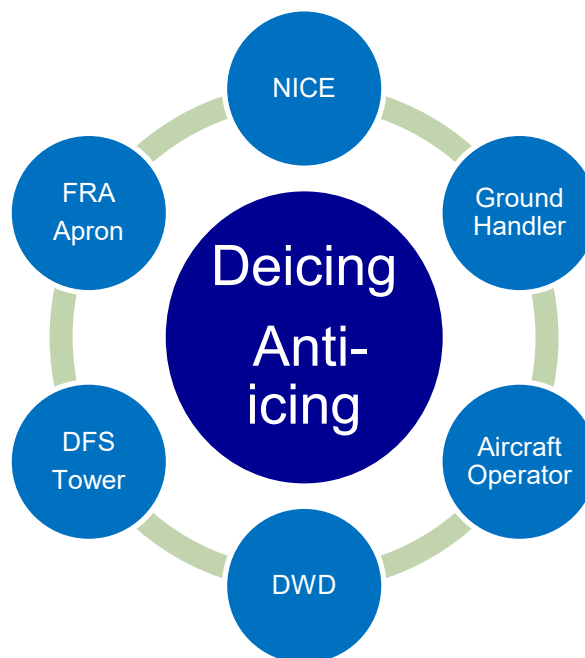 NICE
FRA
Apron
Ground
Handler
Deicing
Anti-
icing
DFS
Tower
Aircraft
Operator
DWD